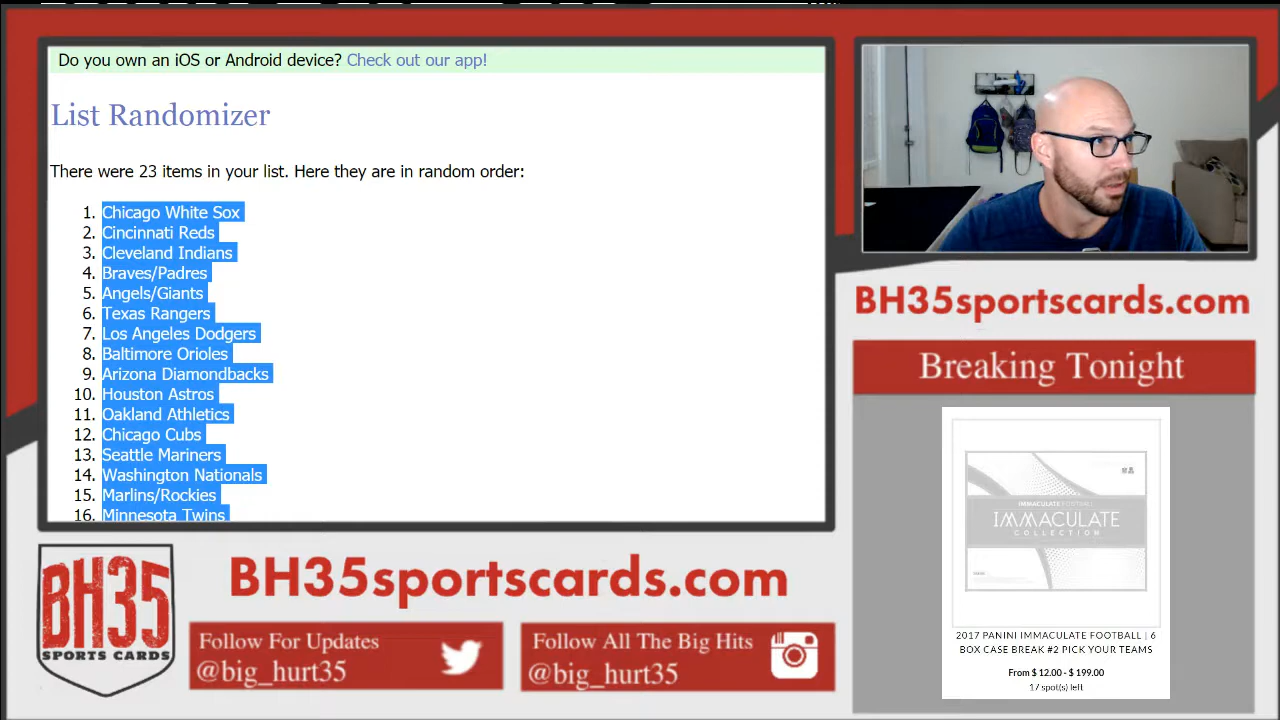 Do you own an iOS or Android device? Check out our app!
List Randomizer
There were 23 items in your list. Here they are in random order:
1. Chicago White Sox
2. Cincinnati Reds
3. Cleveland Indians
4. Braves/Padres
5. Angels/Giants
6. Texas Rangers
7. Los Angeles Dodgers
8. Baltimore Orioles
9. Arizona Diamondbacks
10. Houston Astros
11. Oakland Athletics
12. Chicago Cubs
13. Seattle Mariners
14. Washington Nationals
15. Marlins/Rockies
16. Minnesota Twins
BH35sportscards.com
Breaking Tonight
IMMACULATE FOOTBALL
IMMACULATE
COLLECTION
2017 PANINI IMMACULATE FOOTBALL | 6
BOX CASE BREAK #2 PICK YOUR TEAMS
From $ 12.00 - $ 199.00
17 spot(s) left
BH35
SPORTS CARDS
BH35sportscards.com
Follow For Updates
@big_hurt35
Follow All The Big Hits
@big_hurt35